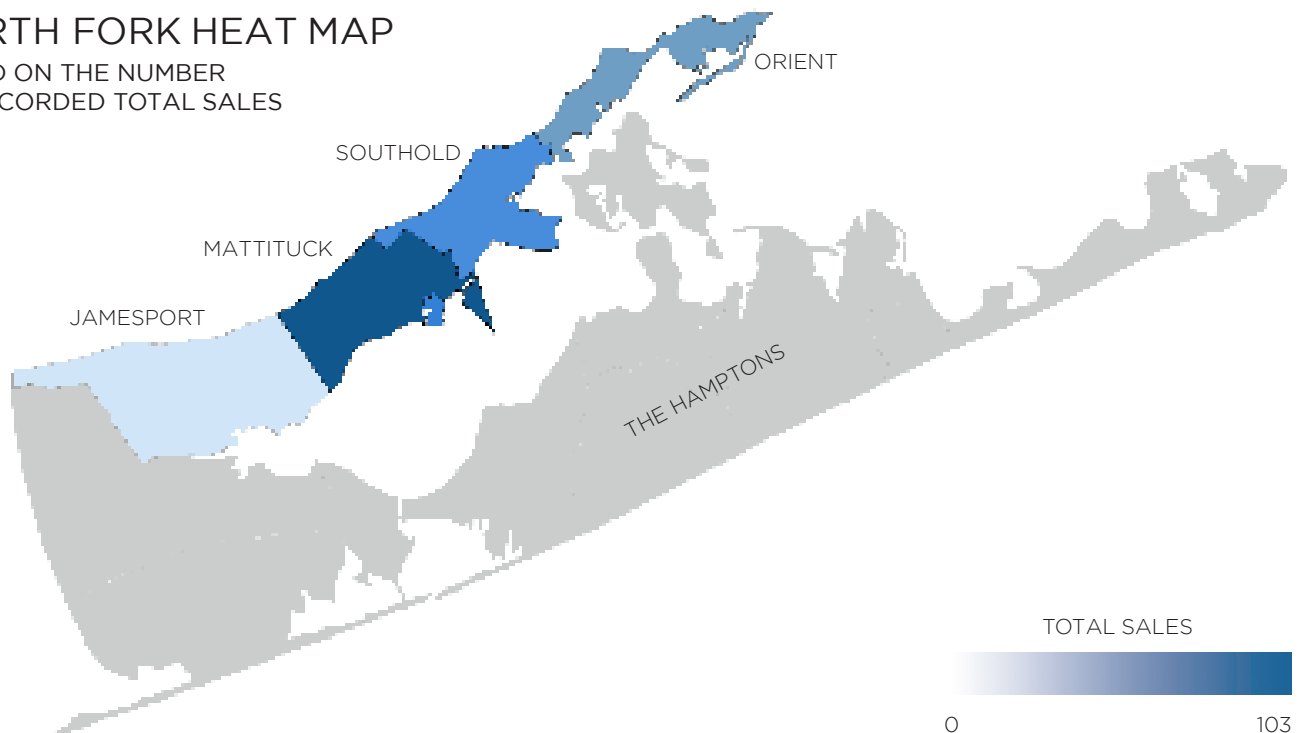 RTH FORK HEAT MAP
D ON THE NUMBER
CORDED TOTAL SALES
ORIENT
SOUTHOLD
MATTITUCK
JAMESPORT
THE HAMPTONS
TOTAL SALES
0 103